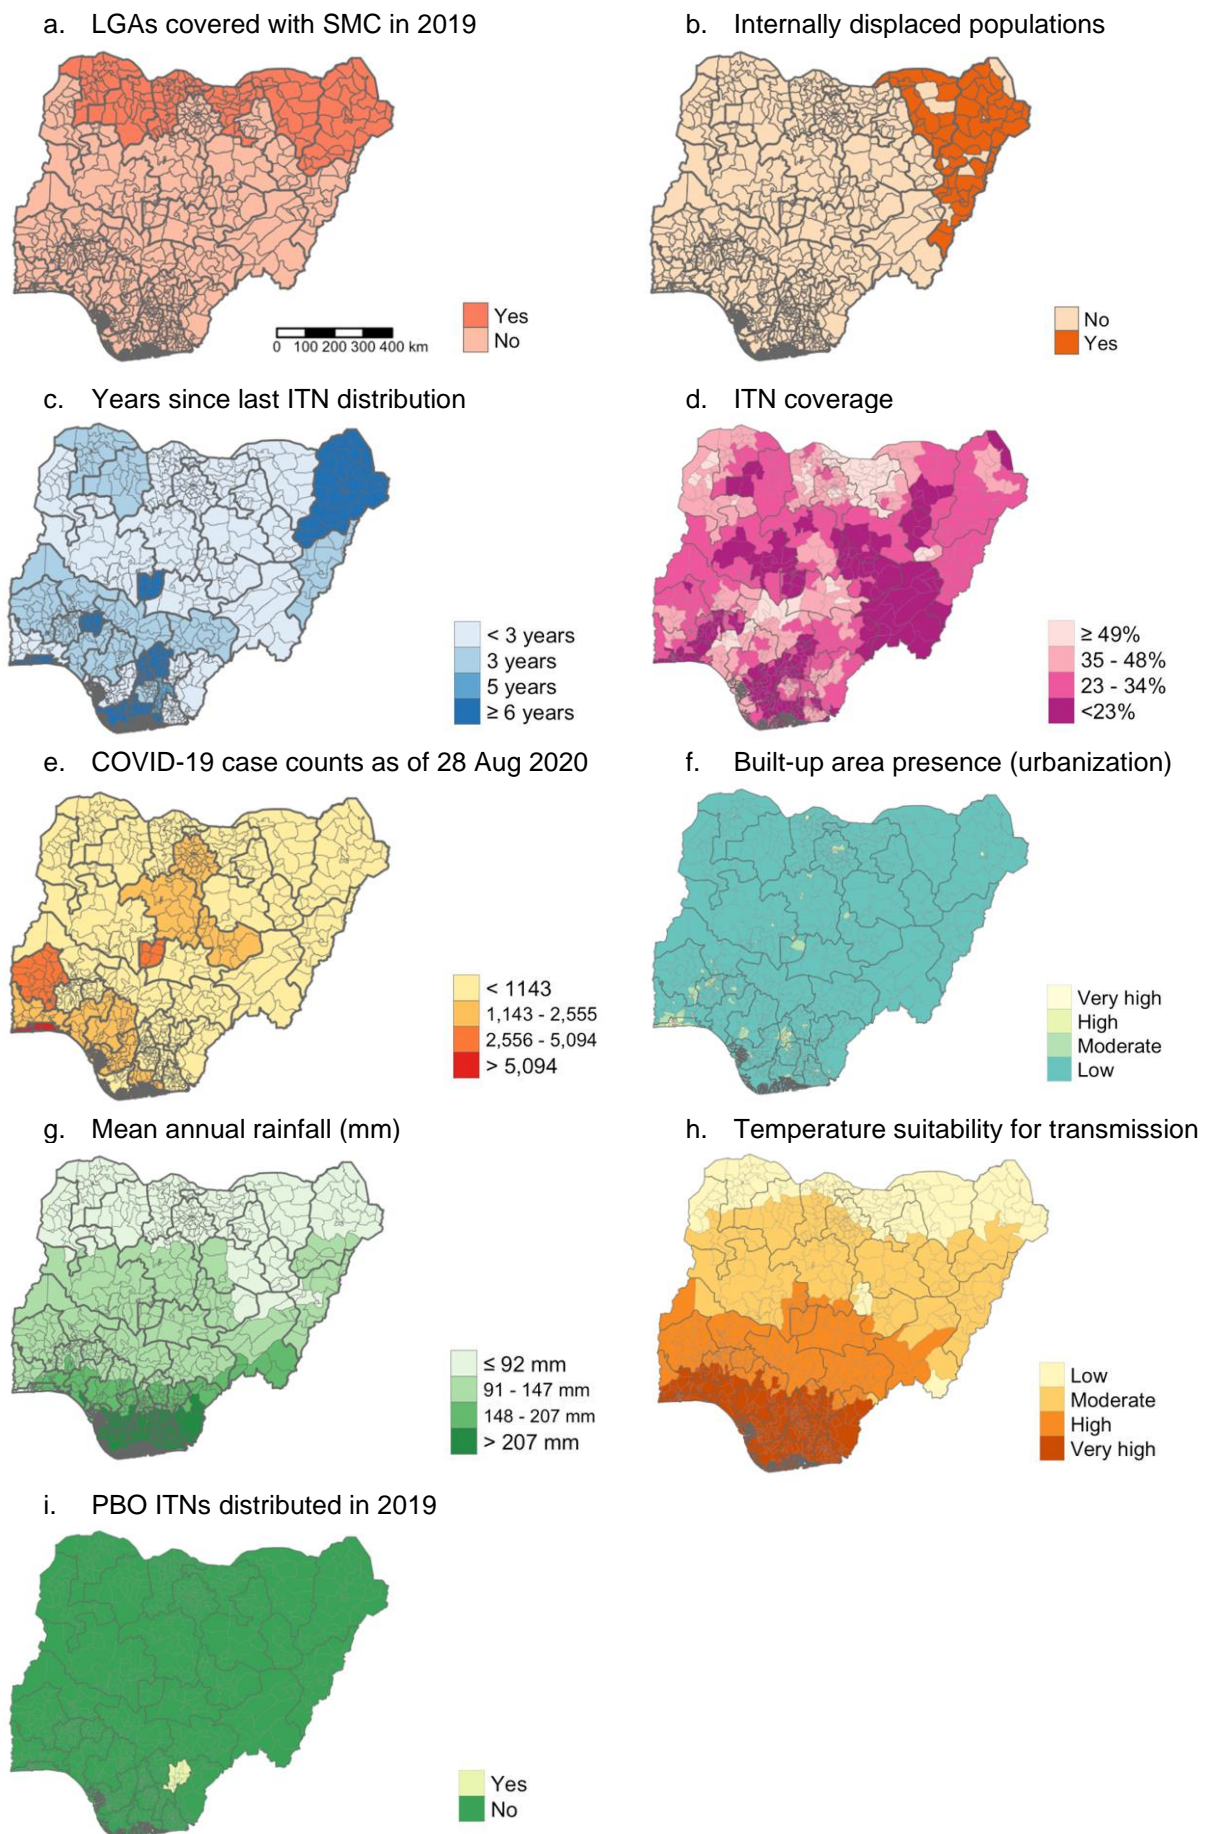 a. LGAs covered with SMC in 2019
Yes
No
0 100 200 300 400 km
b. Internally displaced populations
No
Yes
c. Years since last ITN distribution
< 3 years
3 years
5 years
≥ 6 years
d. ITN coverage
≥ 49%
35 - 48%
23 - 34%
<23%
e. COVID-19 case counts as of 28 Aug 2020
< 1143
1,143 - 2,555
2,556 - 5,094
> 5,094
f. Built-up area presence (urbanization)
Very high
High
Moderate
Low
g. Mean annual rainfall (mm)
≤ 92 mm
91 - 147 mm
148 - 207 mm
> 207 mm
h. Temperature suitability for transmission
Low
Moderate
High
Very high
i. PBO ITNs distributed in 2019
Yes
No